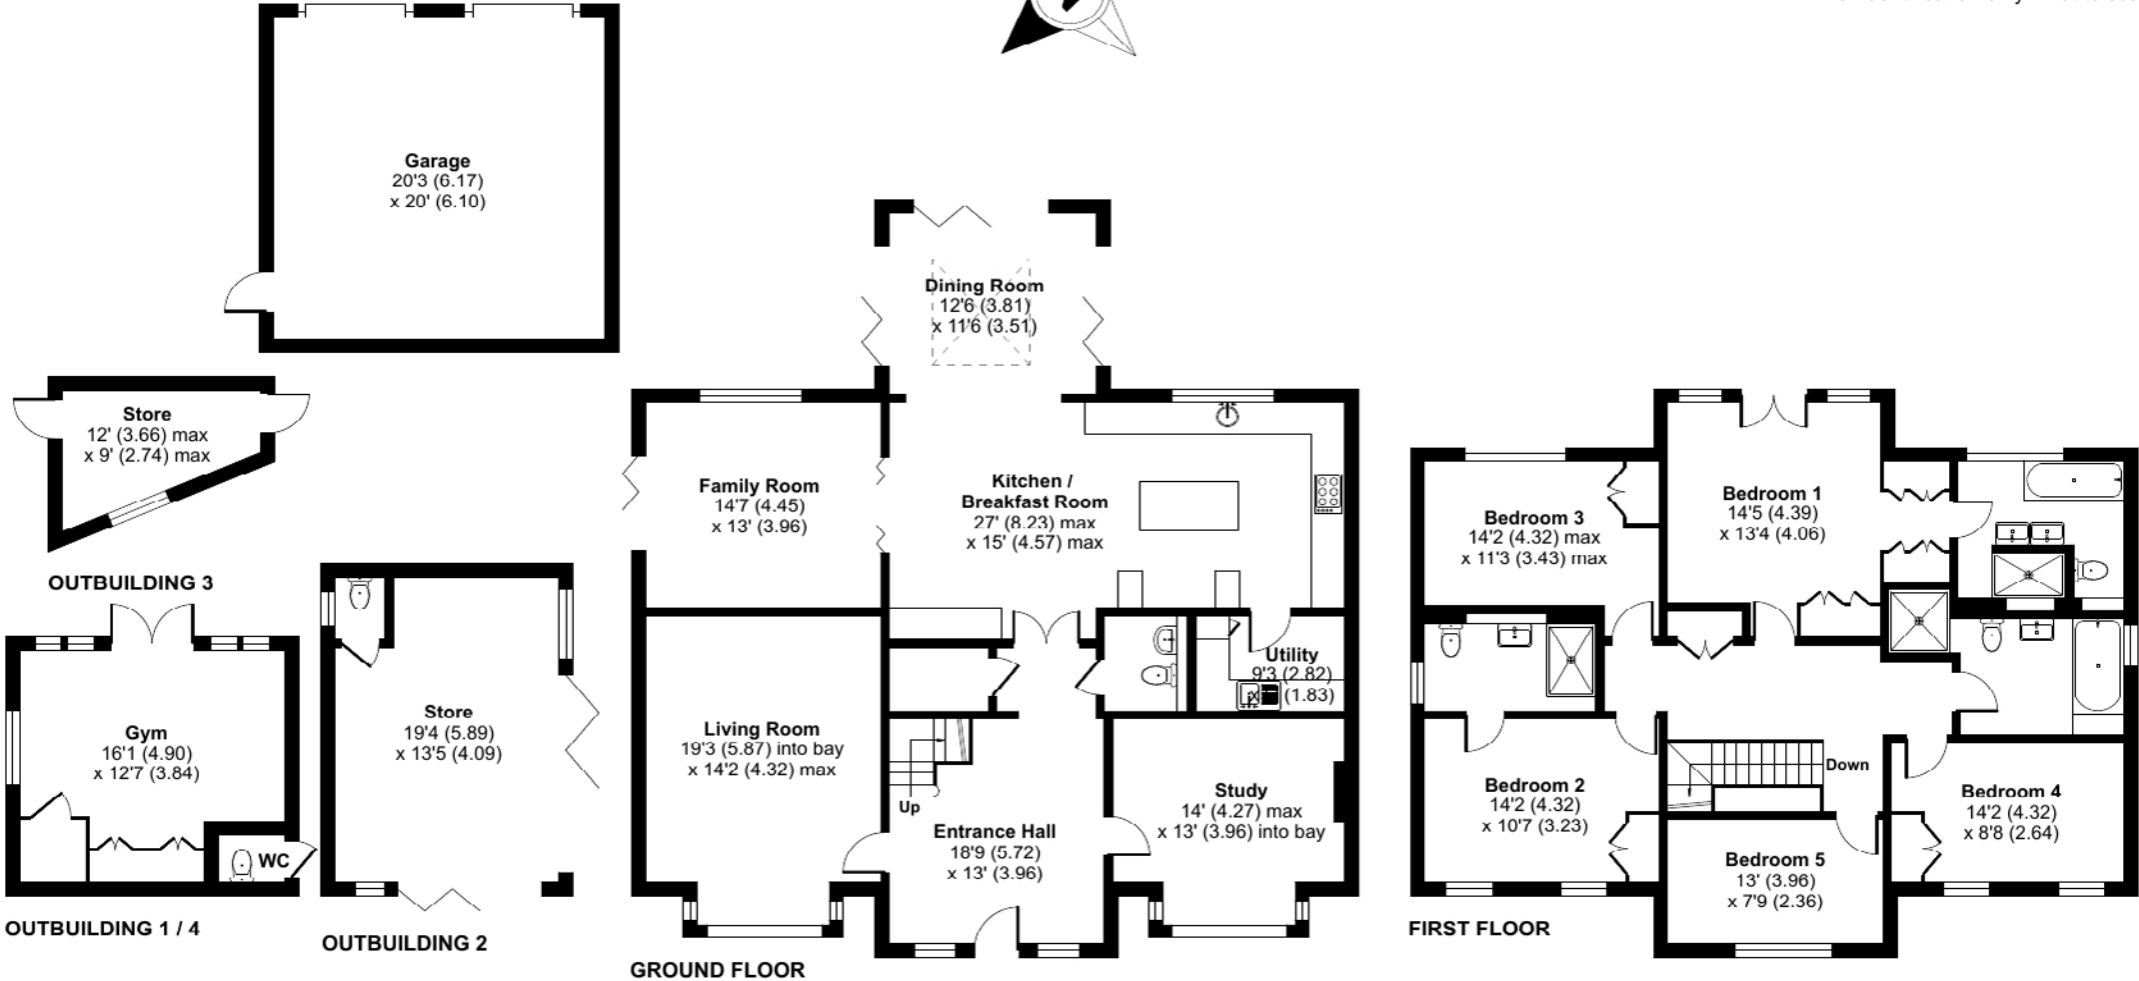 Garage
20'3 (6.17)
x 20' (6.10)
Store
12' (3.66) max
x 9' (2.74) max
OUTBUILDING 3
Gym
16'1 (4.90)
x 12'7 (3.84)
WC
OUTBUILDING 1 / 4
Store
19'4 (5.89)
x 13'5 (4.09)
OUTBUILDING 2
Dining Room
12'6 (3.81)
x 11'6 (3.51)
Family Room
14'7 (4.45)
x 13' (3.96)
Kitchen /
Breakfast Room
27' (8.23) max
x 15' (4.57) max
Utility
9'3 (2.82)
(1.83)
Living Room
19'3 (5.87) into bay
x 14'2 (4.32) max
Up
Entrance Hall
18'9 (5.72)
x 13' (3.96)
Study
14' (4.27) max
x 13' (3.96) into bay
GROUND FLOOR
Bedroom 3
14'2 (4.32) max
x 11'3 (3.43) max
Bedroom 1
14'5 (4.39)
x 13'4 (4.06)
Bedroom 2
14'2 (4.32)
x 10'7 (3.23)
Down
Bedroom 4
14'2 (4.32)
x 8'8 (2.64)
Bedroom 5
13' (3.96)
x 7'9 (2.36)
FIRST FLOOR